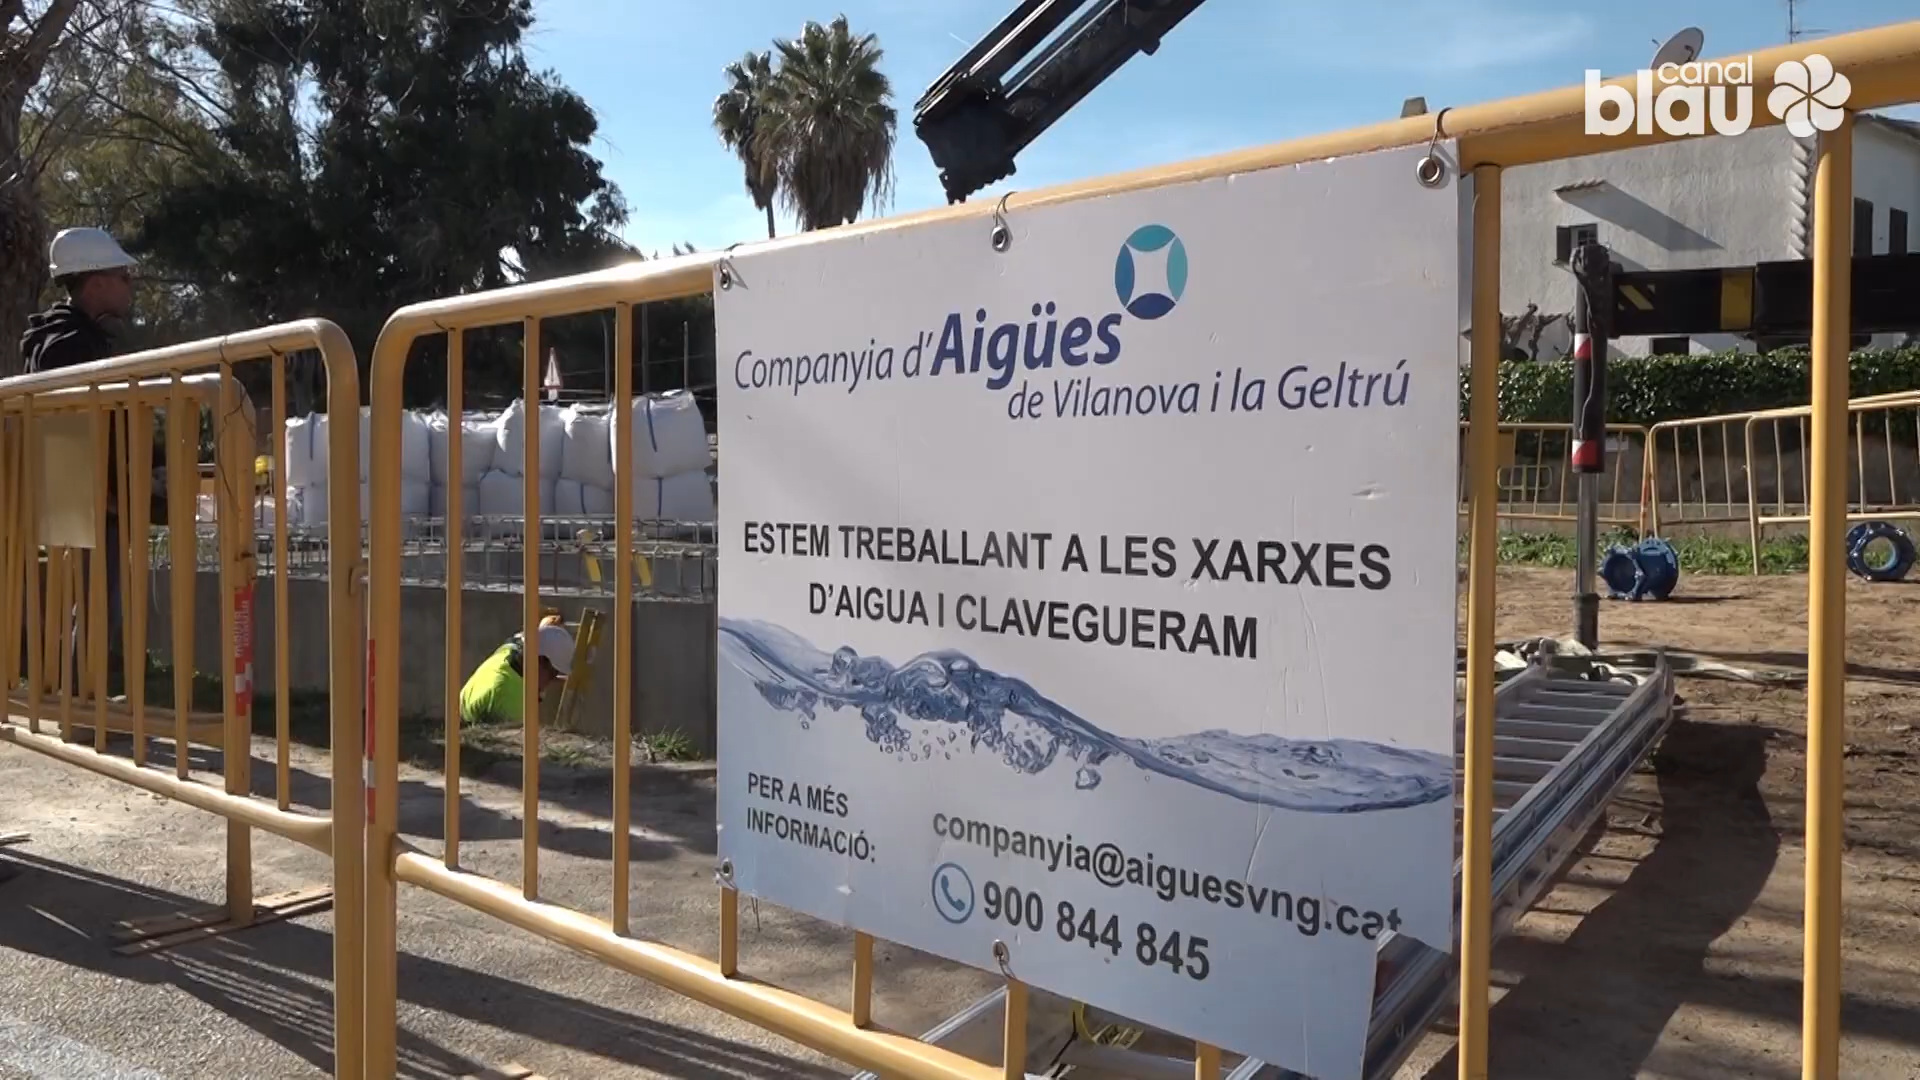 canal
blau
Companyia d'Aigües
de Vilanova i la Geltrú
ESTEM TREBALLANT A LES XARXES
D'AIGUA I CLAVEGUERAM
PER A MÉS
INFORMACIÓ:
companyia@aiguesvng.cat
900 844 845